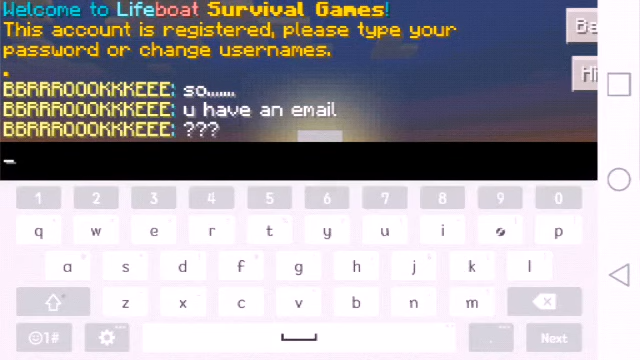 Welcome to Lifeboat Survival Games!
This account is registered, please type your
password or change usernames.
.
BBRRROOOKKKEEE: so.......
BBRRROOOKKKEEE: u have an email
BBRRROOOKKKEEE: ???
1 2 3 4 5 6 7 8 9 0
q w e r t y u i o p
a s d f g h j k l
z x c v b n m
1#
. Next